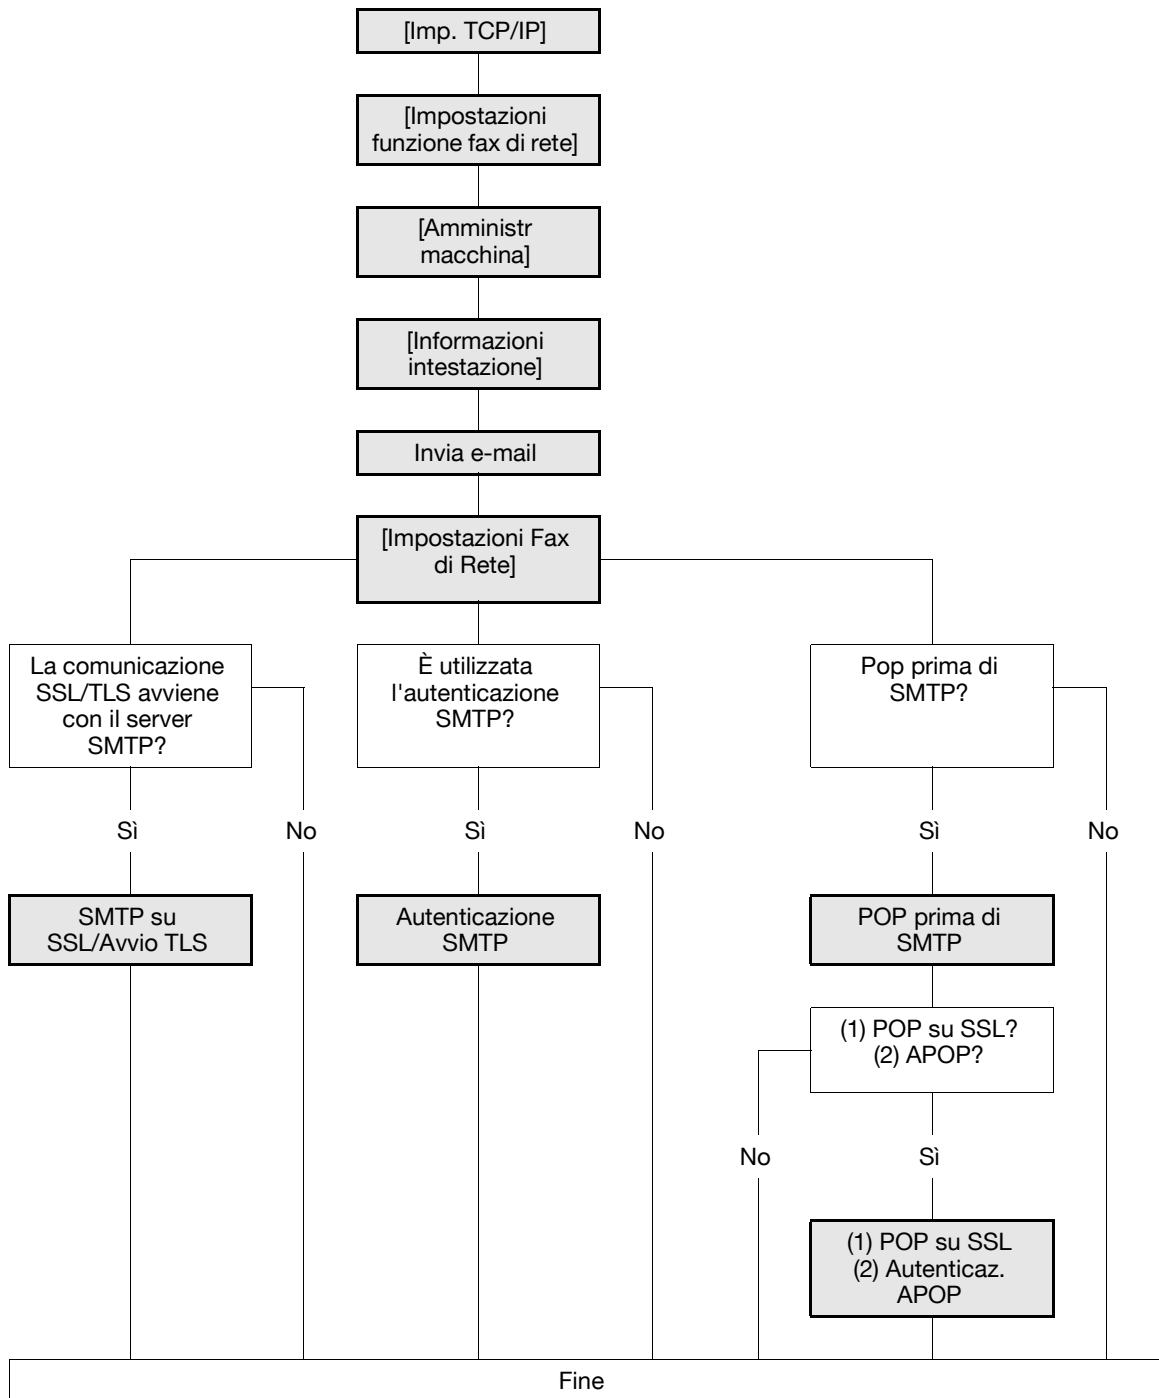 [Imp. TCP/IP]
[Impostazioni
funzione fax di rete]
[Amministr
macchina]
[Informazioni
intestazione]
Invia e-mail
[Impostazioni Fax
di Rete]
La comunicazione
SSL/TLS avviene
con il server
SMTP?
È utilizzata
l'autenticazione
SMTP?
Pop prima di
SMTP?
Sì
No
Sì
No
Sì
No
SMTP su
SSL/Avvio TLS
Autenticazione
SMTP
POP prima di
SMTP
(1) POP su SSL?
(2) APOP?
No
Sì
(1) POP su SSL
(2) Autenticaz.
APOP
Fine